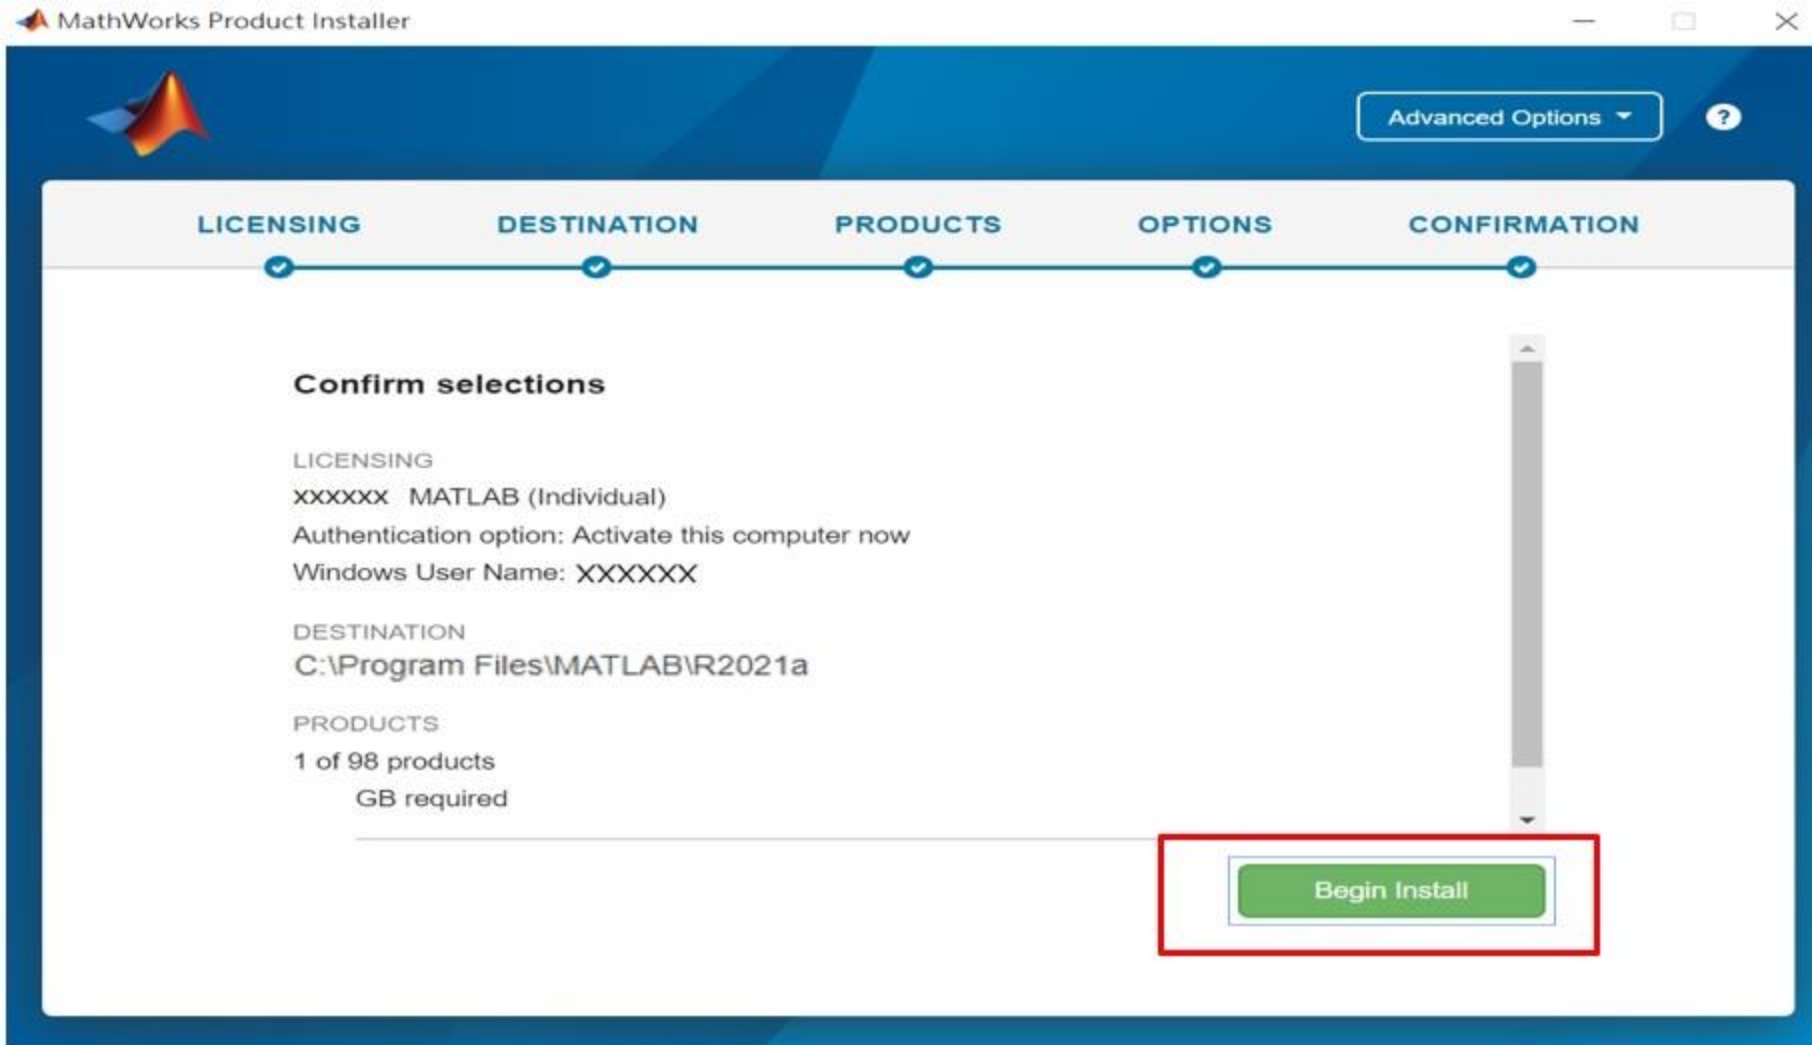 MathWorks Product Installer
Advanced Options
?
LICENSING DESTINATION PRODUCTS OPTIONS CONFIRMATION
Confirm selections
LICENSING
xxxxxx MATLAB (Individual)
Authentication option: Activate this computer now
Windows User Name: XXXXXX
DESTINATION
C:\Program Files\MATLAB\R2021a
PRODUCTS
1 of 98 products
GB required
Begin Install